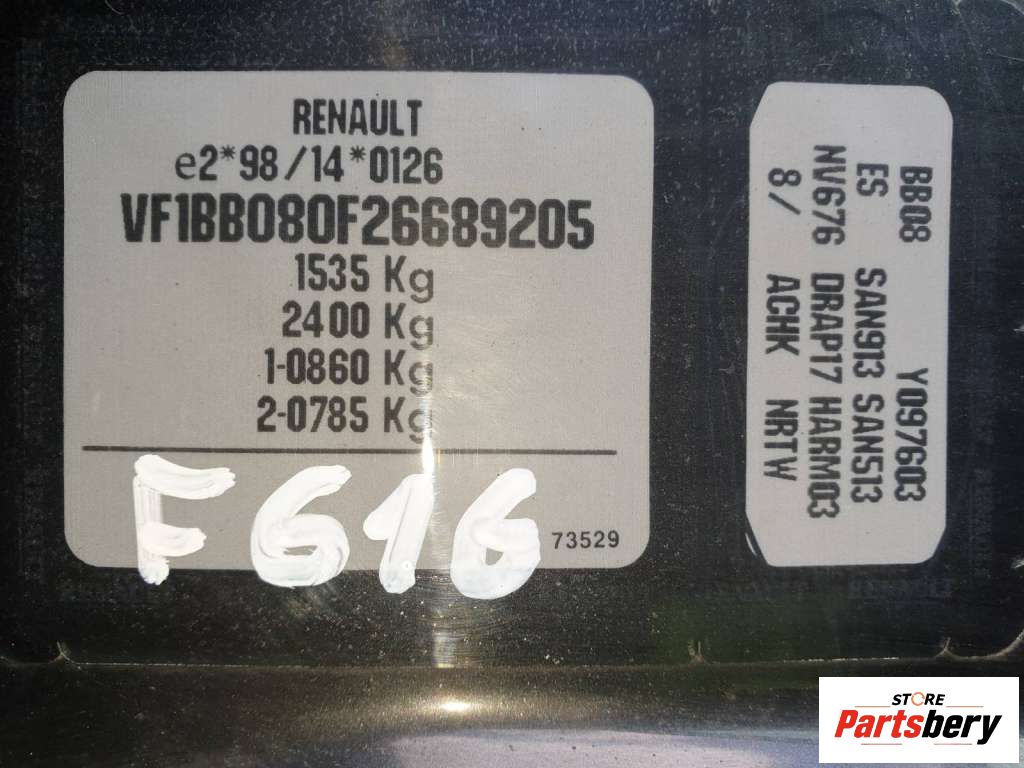 RENAULT
e2*98/14*0126
VF1BB080F26689205
1535 Kg
2400 Kg
1-0860 Kg
2-0785 Kg
F616
73529
BB08 Y097603
ES SAN913 SAN513
NV676 DRAP17 HARM03
8/ ACHK NRTW
STORE
Partsbery